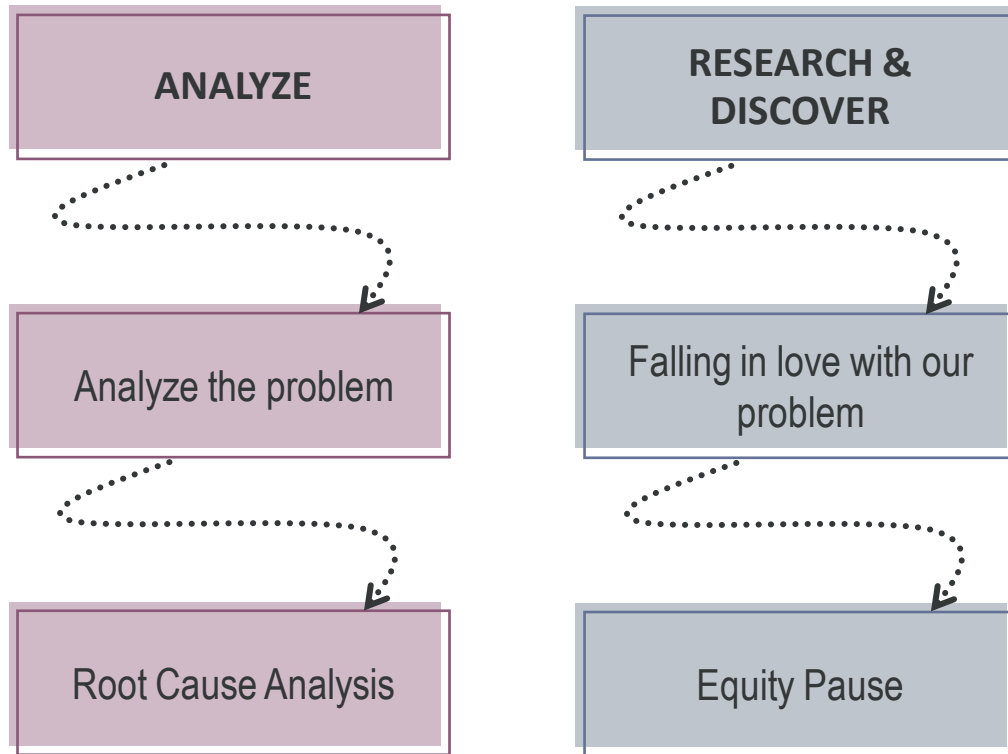 ANALYZE
Analyze the problem
Root Cause Analysis
RESEARCH &
DISCOVER
Falling in love with our
problem
Equity Pause